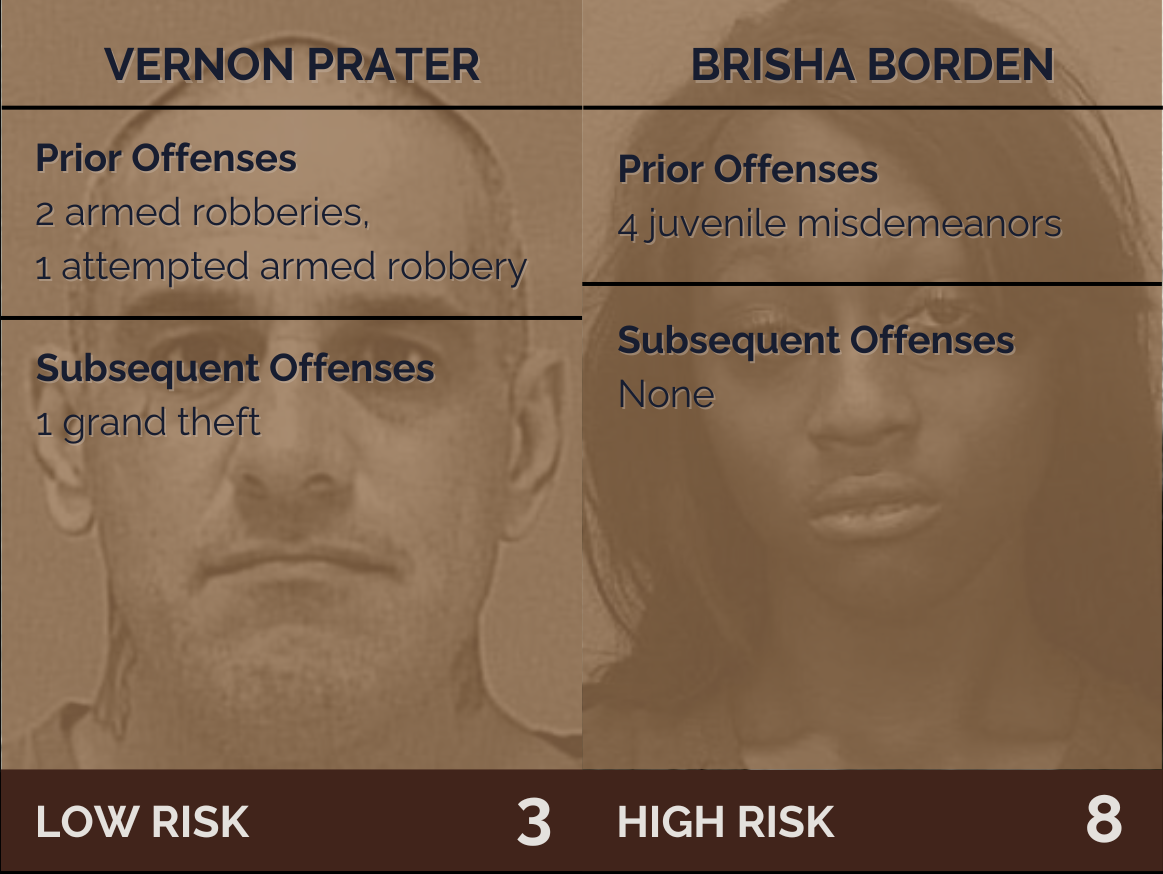 VERNON PRATER
Prior Offenses
2 armed robberies,
1 attempted armed robbery
Subsequent Offenses
1 grand theft
LOW RISK 3
BRISHA BORDEN
Prior Offenses
4 juvenile misdemeanors
Subsequent Offenses
None
HIGH RISK 8